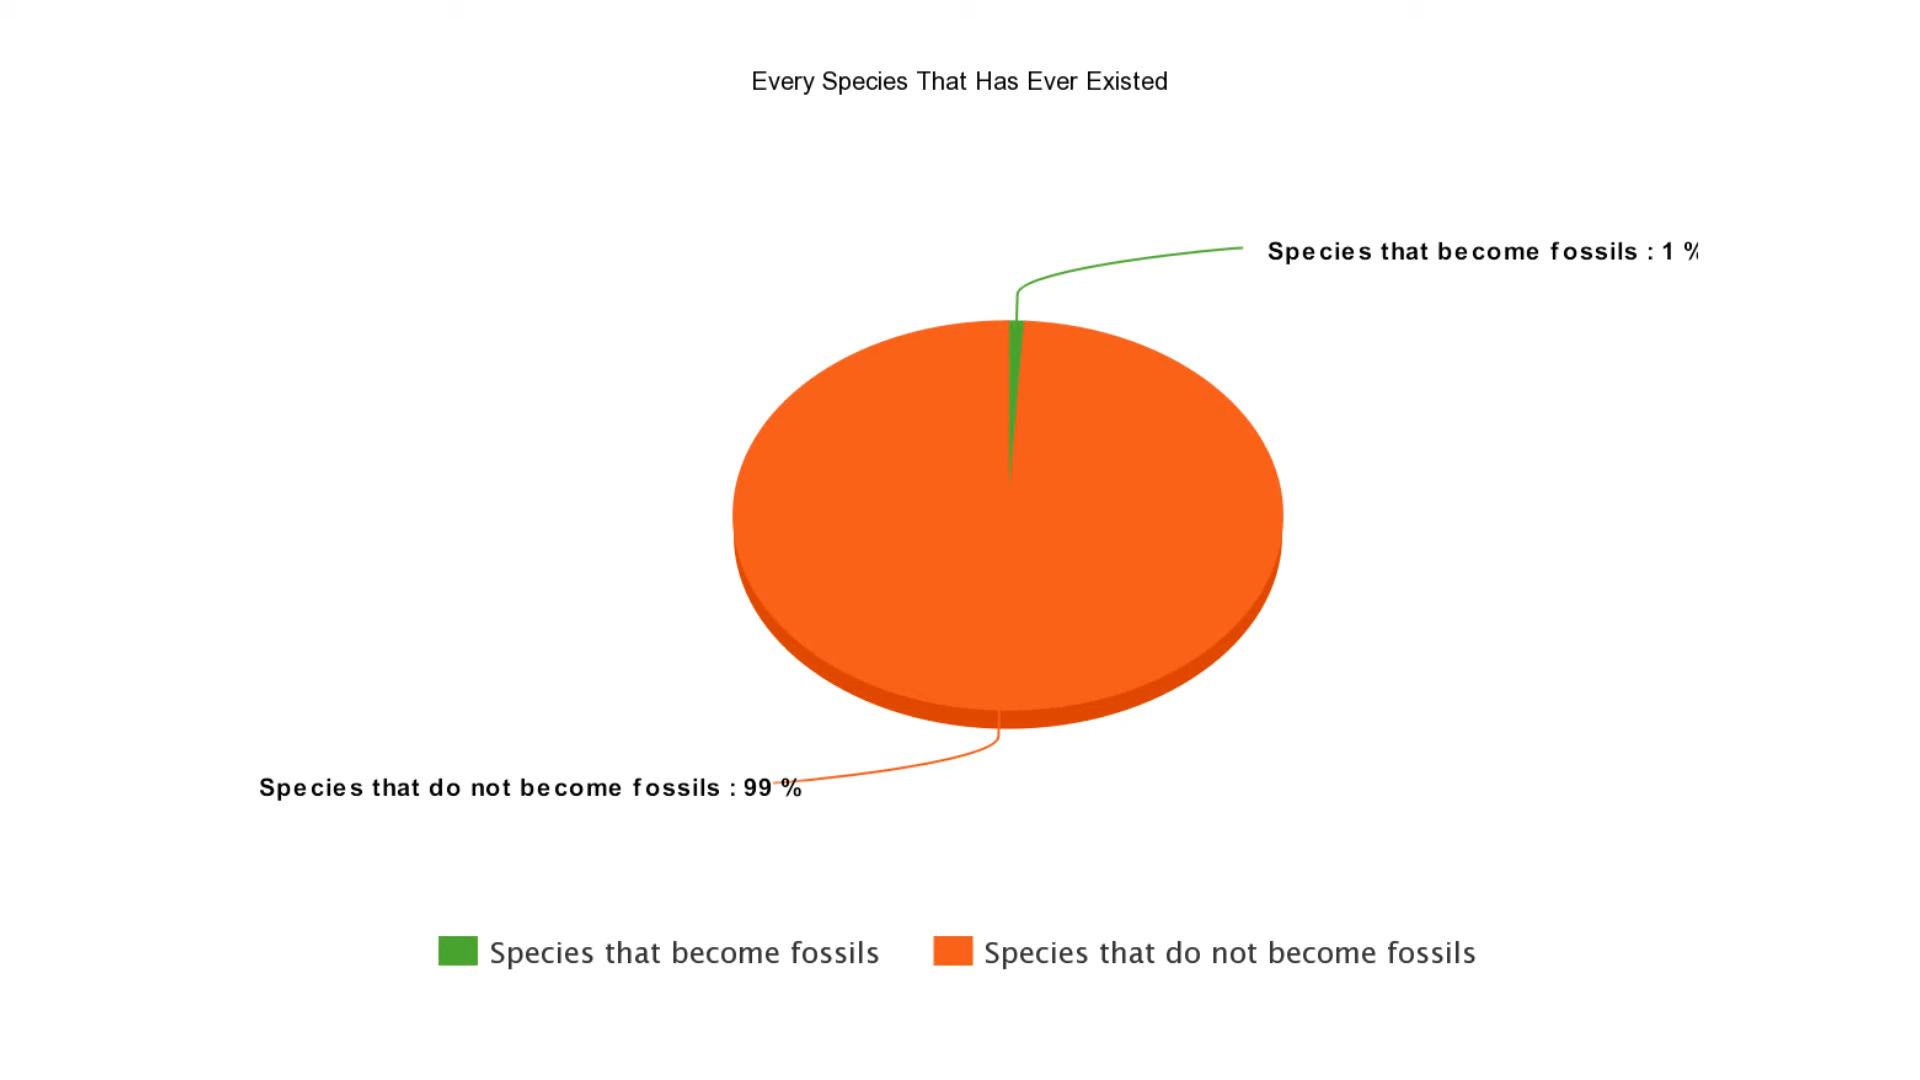 Every Species That Has Ever Existed
Species that become fossils : 1 %
Species that do not become fossils : 99 %
Species that become fossils
Species that do not become fossils